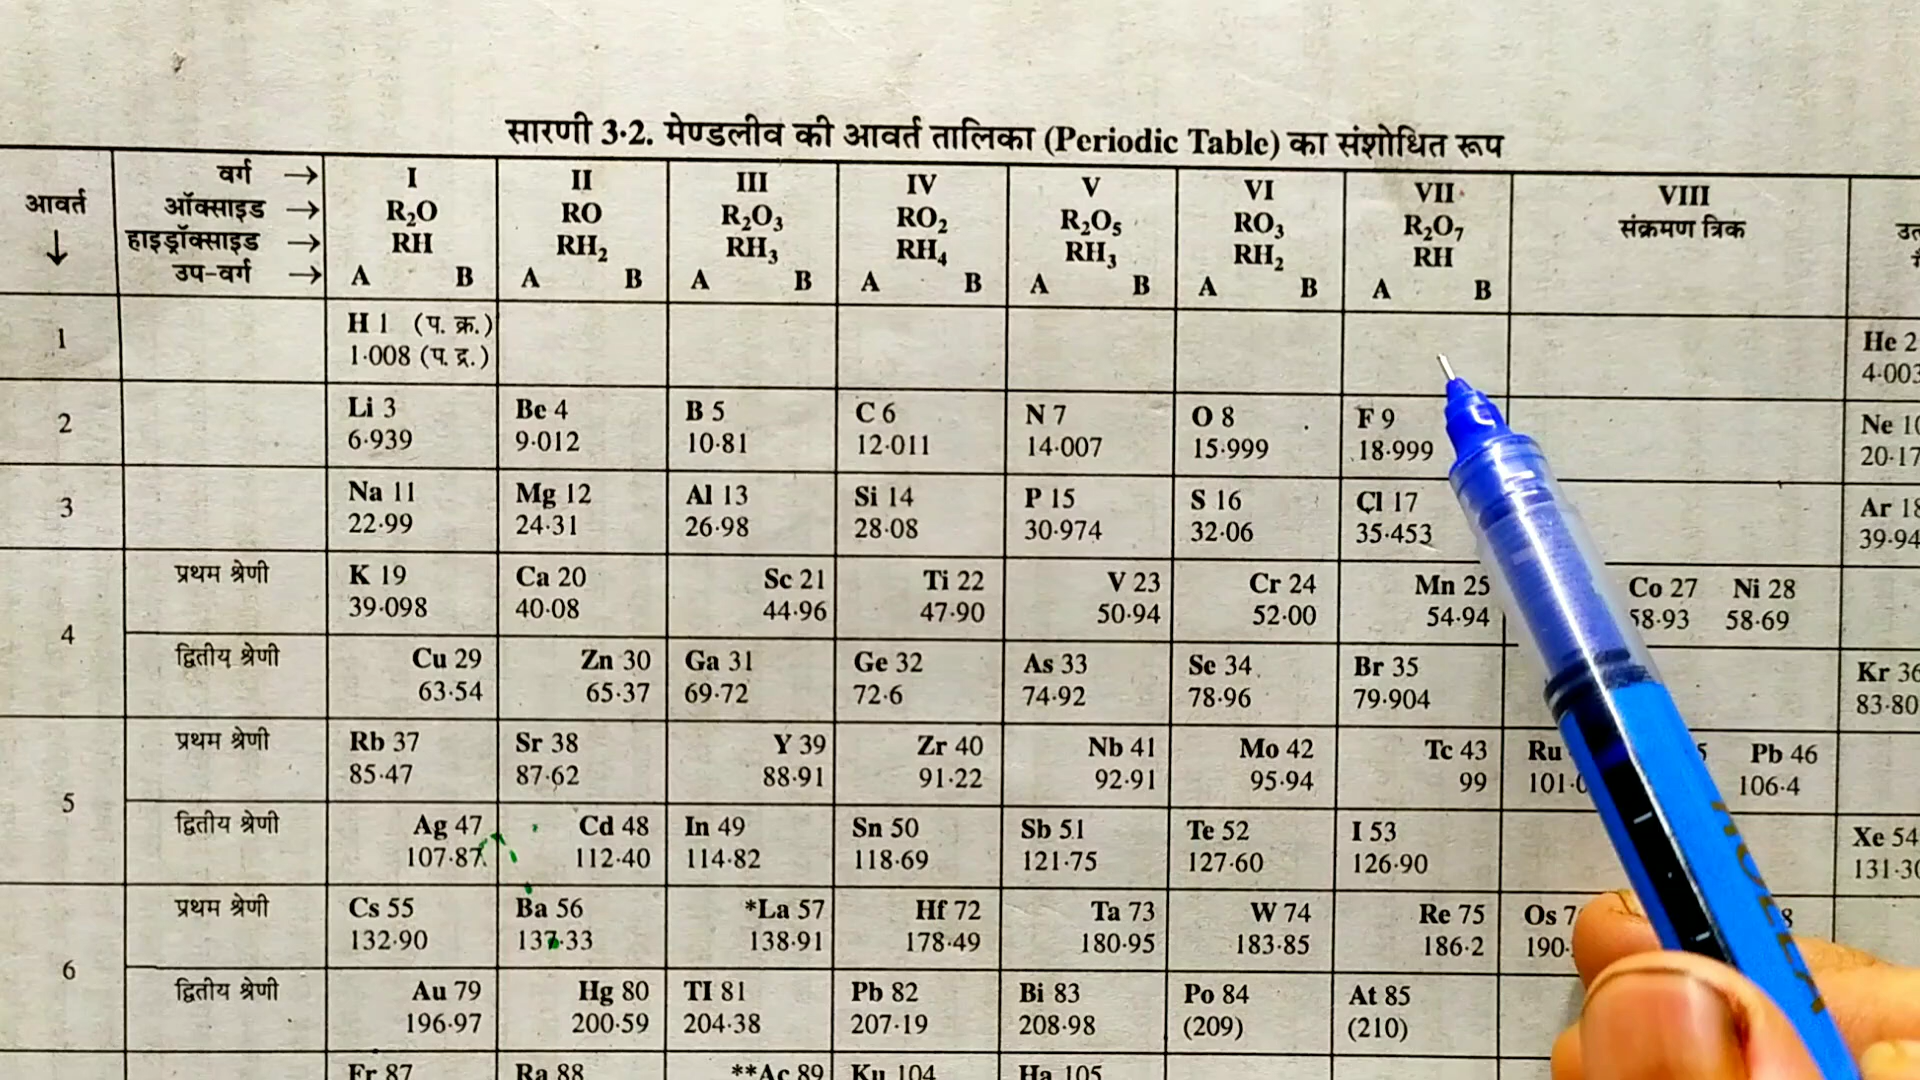 सारणी 3·2. मेण्डलीव की आवर्त तालिका (Periodic Table) का संशोधित रूप
आवर्त ↓
वर्ग → I II III IV V VI VII VIII
ऑक्साइड → R₂O RO R₂O₃ RO₂ R₂O₅ RO₃ R₂O₇ संक्रमण त्रिक
हाइड्रॉक्साइड → RH RH₂ RH₃ RH₄ RH₃ RH₂ RH
उप-वर्ग → A B A B A B A B A B A B A B
1 H 1 (प. क्र.) He 2
1·008 (प. द्र.) 4·003
2 Li 3 Be 4 B 5 C 6 N 7 O 8 F 9 Ne 10
6·939 9·012 10·81 12·011 14·007 15·999 18·999 20·17
3 Na 11 Mg 12 Al 13 Si 14 P 15 S 16 Cl 17 Ar 18
22·99 24·31 26·98 28·08 30·974 32·06 35·453 39·94
4
प्रथम श्रेणी K 19 Ca 20 Sc 21 Ti 22 V 23 Cr 24 Mn 25 Co 27 Ni 28
39·098 40·08 44·96 47·90 50·94 52·00 54·94 58·93 58·69
द्वितीय श्रेणी Cu 29 Zn 30 Ga 31 Ge 32 As 33 Se 34 Br 35 Kr 36
63·54 65·37 69·72 72·6 74·92 78·96 79·904 83·80
5
प्रथम श्रेणी Rb 37 Sr 38 Y 39 Zr 40 Nb 41 Mo 42 Tc 43 Ru Pb 46
85·47 87·62 88·91 91·22 92·91 95·94 99 106·4
द्वितीय श्रेणी Ag 47 Cd 48 In 49 Sn 50 Sb 51 Te 52 I 53 Xe 54
107·87 112·40 114·82 118·69 121·75 127·60 126·90 131·30
6
प्रथम श्रेणी Cs 55 Ba 56 *La 57 Hf 72 Ta 73 W 74 Re 75 Os
132·90 137·33 138·91 178·49 180·95 183·85 186·2
द्वितीय श्रेणी Au 79 Hg 80 TI 81 Pb 82 Bi 83 Po 84 At 85
196·97 200·59 204·38 207·19 208·98 (209) (210)
Fr 87 Ra 88 **Ac 89 Ku 104 Ha 105